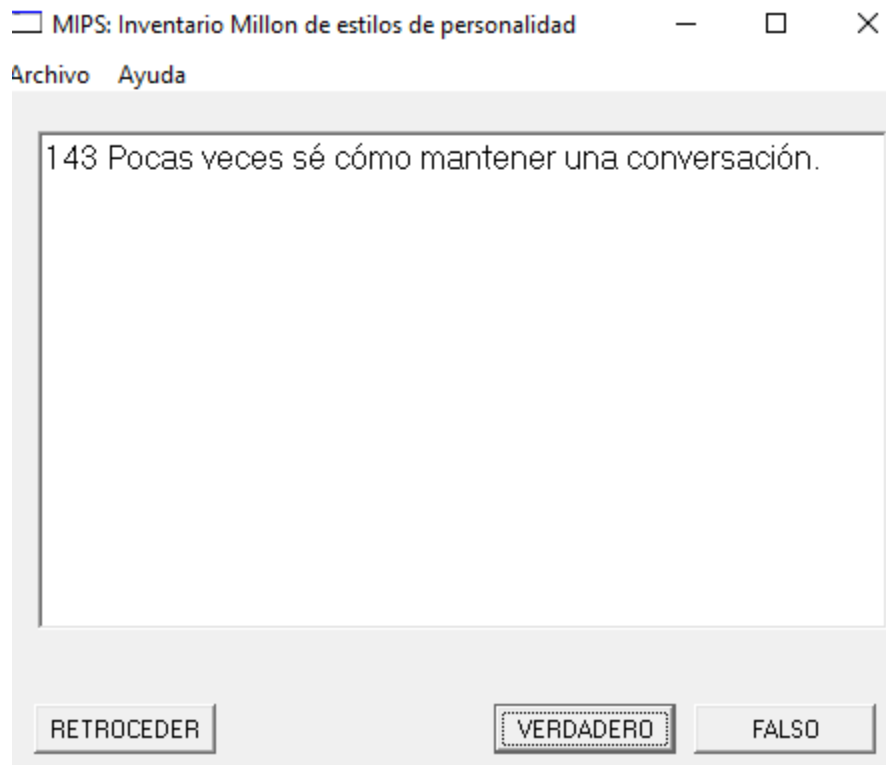 MIPS: Inventario Millon de estilos de personalidad
Archivo Ayuda
143 Pocas veces sé cómo mantener una conversación.
RETROCEDER VERDADERO FALSO